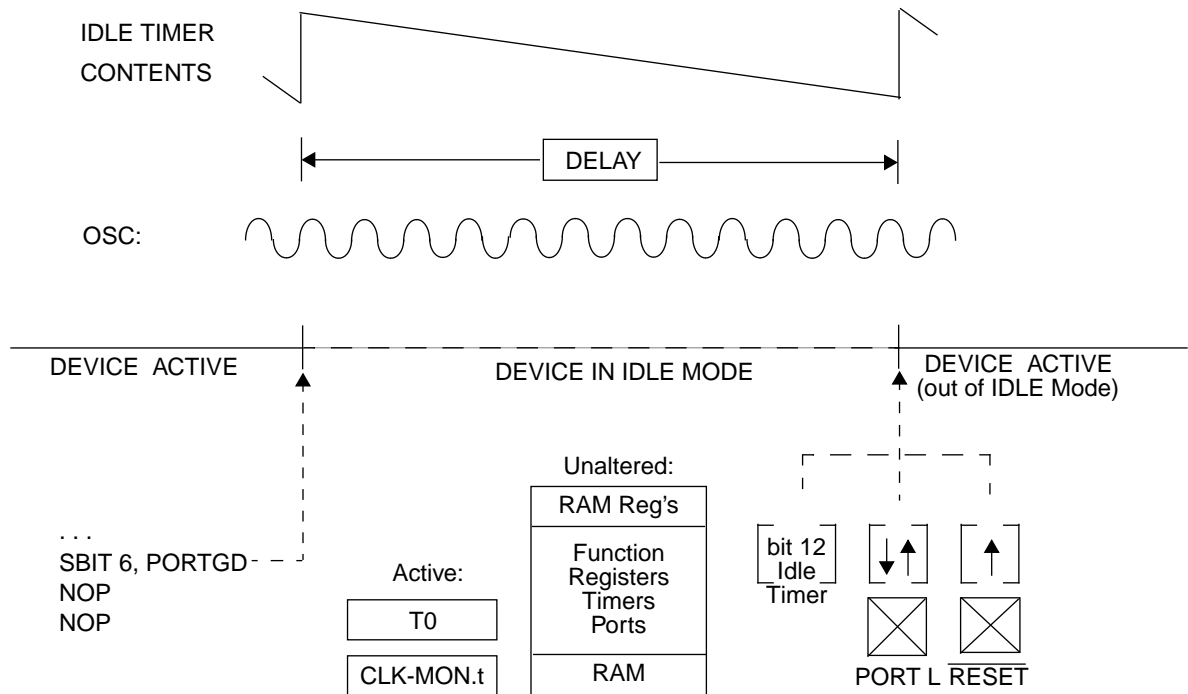 IDLE TIMER
CONTENTS
DELAY
OSC:
DEVICE ACTIVE
DEVICE IN IDLE MODE
DEVICE ACTIVE
(out of IDLE Mode)
. . .
SBIT 6, PORTGD
NOP
NOP
Active:
T0
CLK-MON.t
Unaltered:
RAM Reg's
Function
Registers
Timers
Ports
RAM
bit 12
Idle
Timer
PORT L
RESET